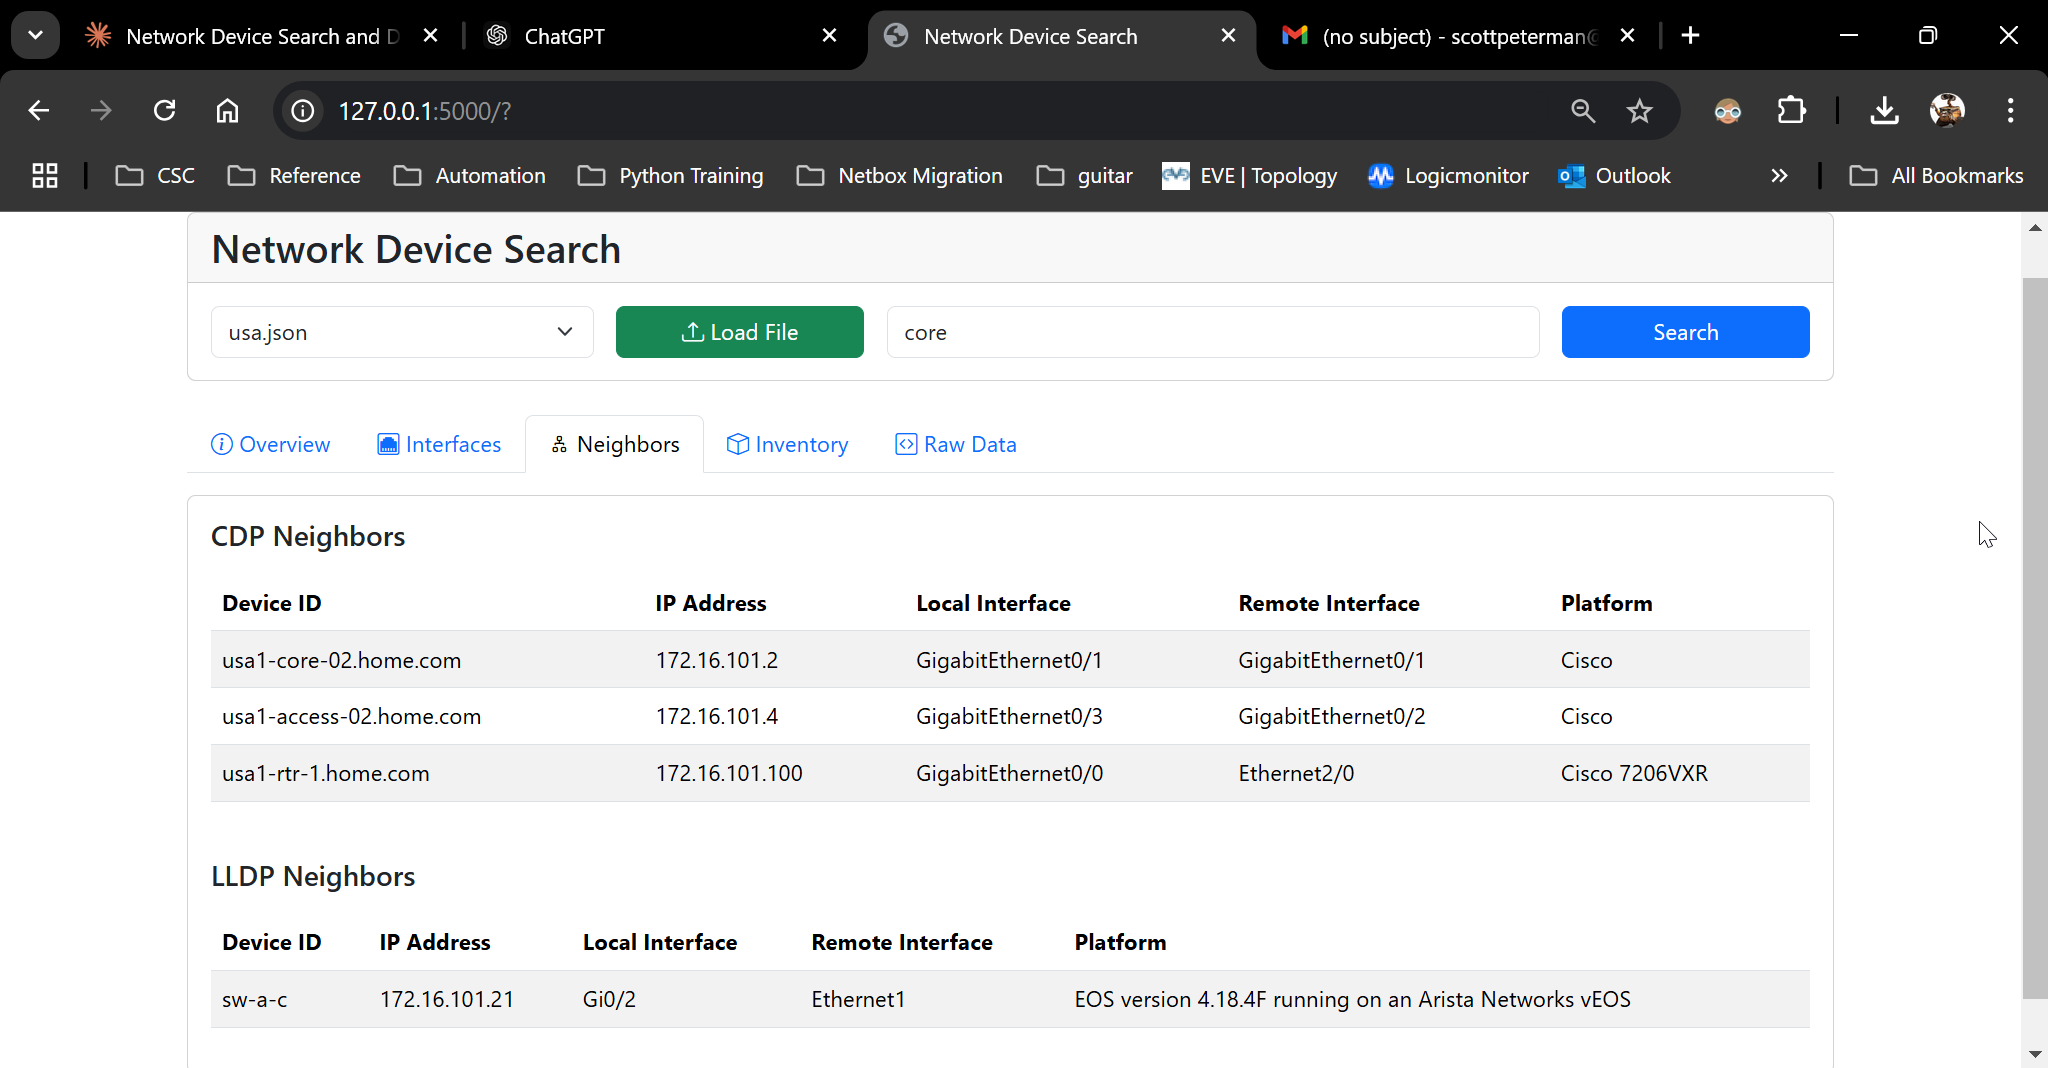 Network Device Search and D
ChatGPT
Network Device Search
(no subject) - scottpeterman@
127.0.0.1:5000/?
CSC
Reference
Automation
Python Training
Netbox Migration
guitar
EVE | Topology
Logicmonitor
Outlook
All Bookmarks
Network Device Search
usa.json
Load File
core
Search
Overview
Interfaces
Neighbors
Inventory
Raw Data
CDP Neighbors
Device ID IP Address Local Interface Remote Interface Platform
usa1-core-02.home.com 172.16.101.2 GigabitEthernet0/1 GigabitEthernet0/1 Cisco
usa1-access-02.home.com 172.16.101.4 GigabitEthernet0/3 GigabitEthernet0/2 Cisco
usa1-rtr-1.home.com 172.16.101.100 GigabitEthernet0/0 Ethernet2/0 Cisco 7206VXR
LLDP Neighbors
Device ID IP Address Local Interface Remote Interface Platform
sw-a-c 172.16.101.21 Gi0/2 Ethernet1 EOS version 4.18.4F running on an Arista Networks vEOS